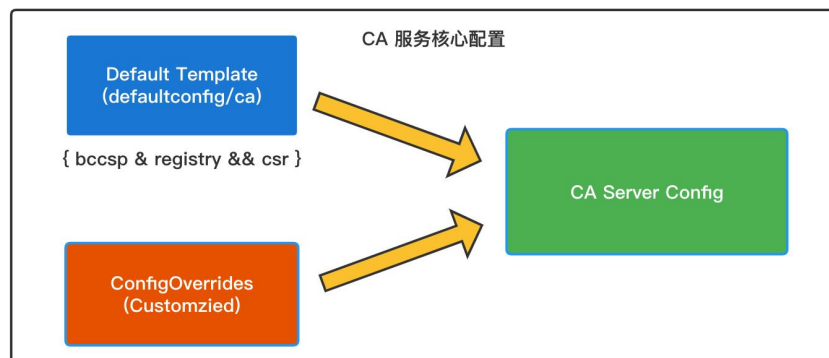 CA 服务核心配置
Default Template
(defaultconfig/ca)
{ bccsp & registry && csr }
CA Server Config
ConfigOverrides
(Customzied)